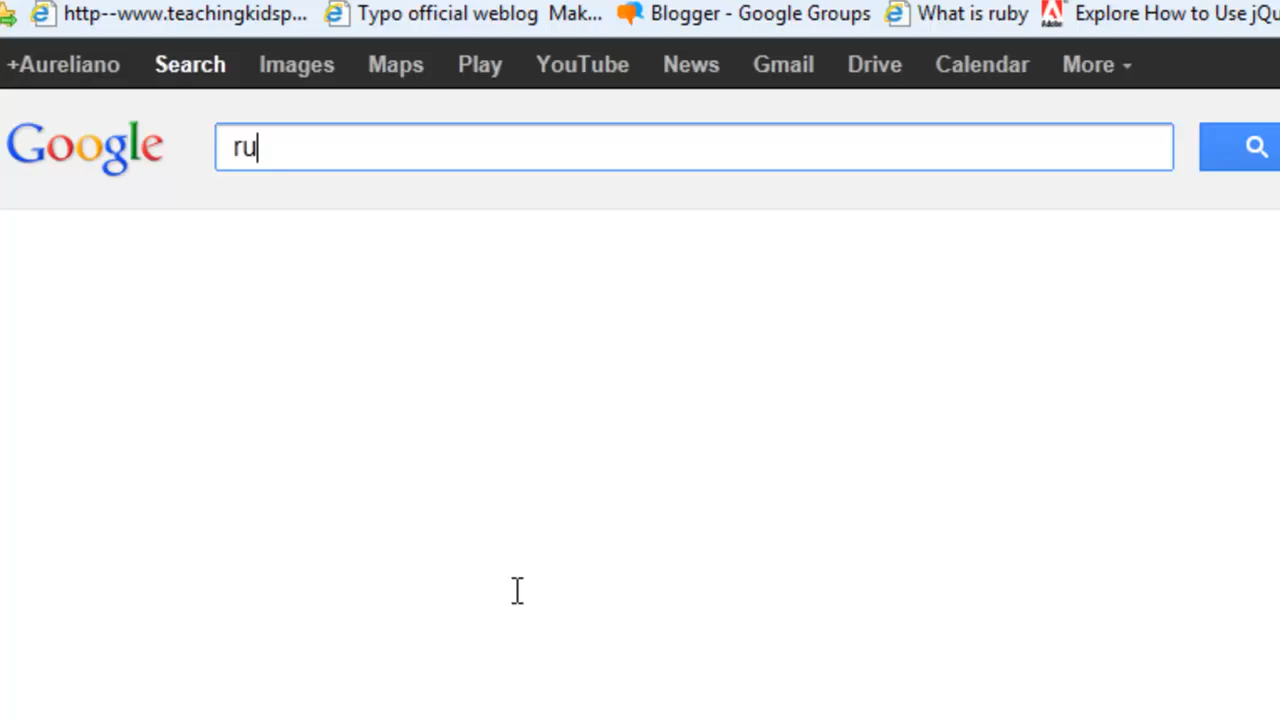 http--www.teachingkidsp... Typo official weblog Mak... Blogger - Google Groups What is ruby Explore How to Use jQu
+Aureliano Search Images Maps Play YouTube News Gmail Drive Calendar More
Google ru